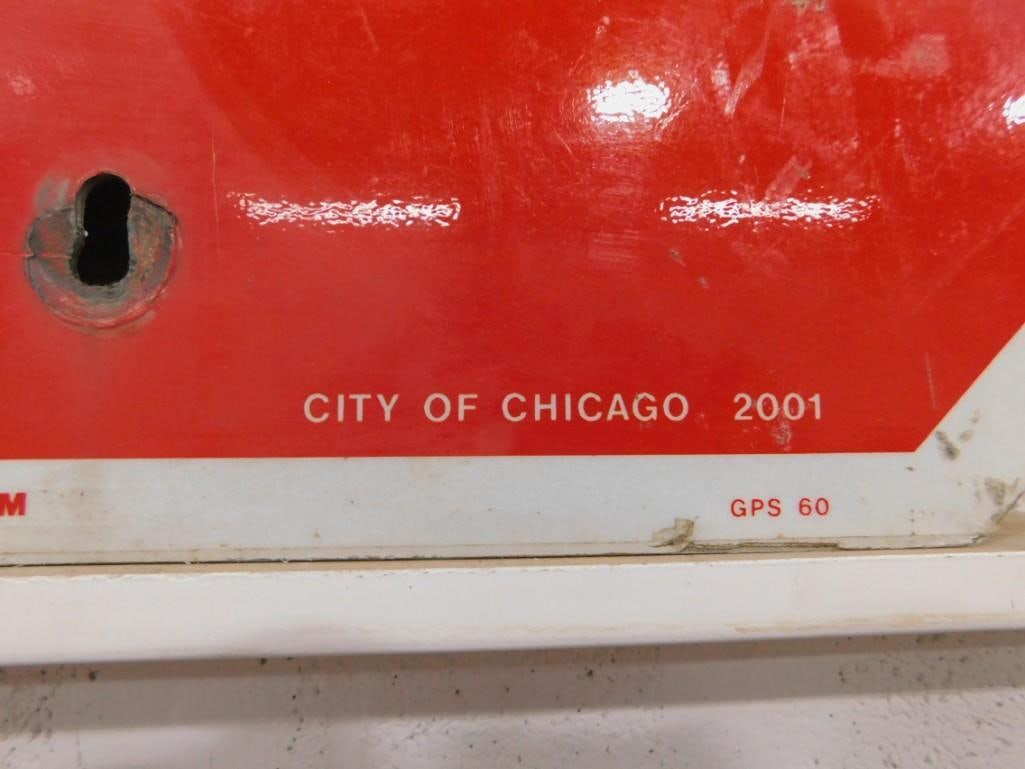 CITY OF CHICAGO 2001
M GPS 60